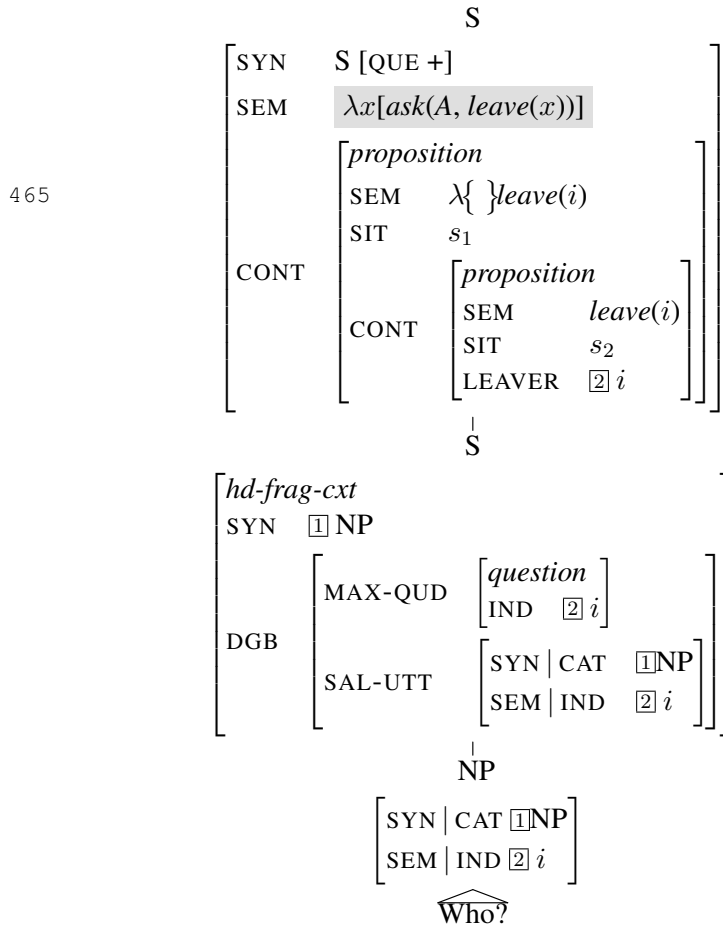 S
SYN S [QUE +]
SEM λx[ask(A, leave(x))]
proposition
465 SEM λ{ }leave(i)
SIT s₁
CONT proposition
CONT SEM leave(i)
SIT s₂
LEAVER 2 i
S
hd-frag-cxt
SYN 1 NP
DGB MAX-QUD question
IND 2 i
SAL-UTT SYN | CAT 1 NP
SEM | IND 2 i
NP
SYN | CAT 1 NP
SEM | IND 2 i
Who?